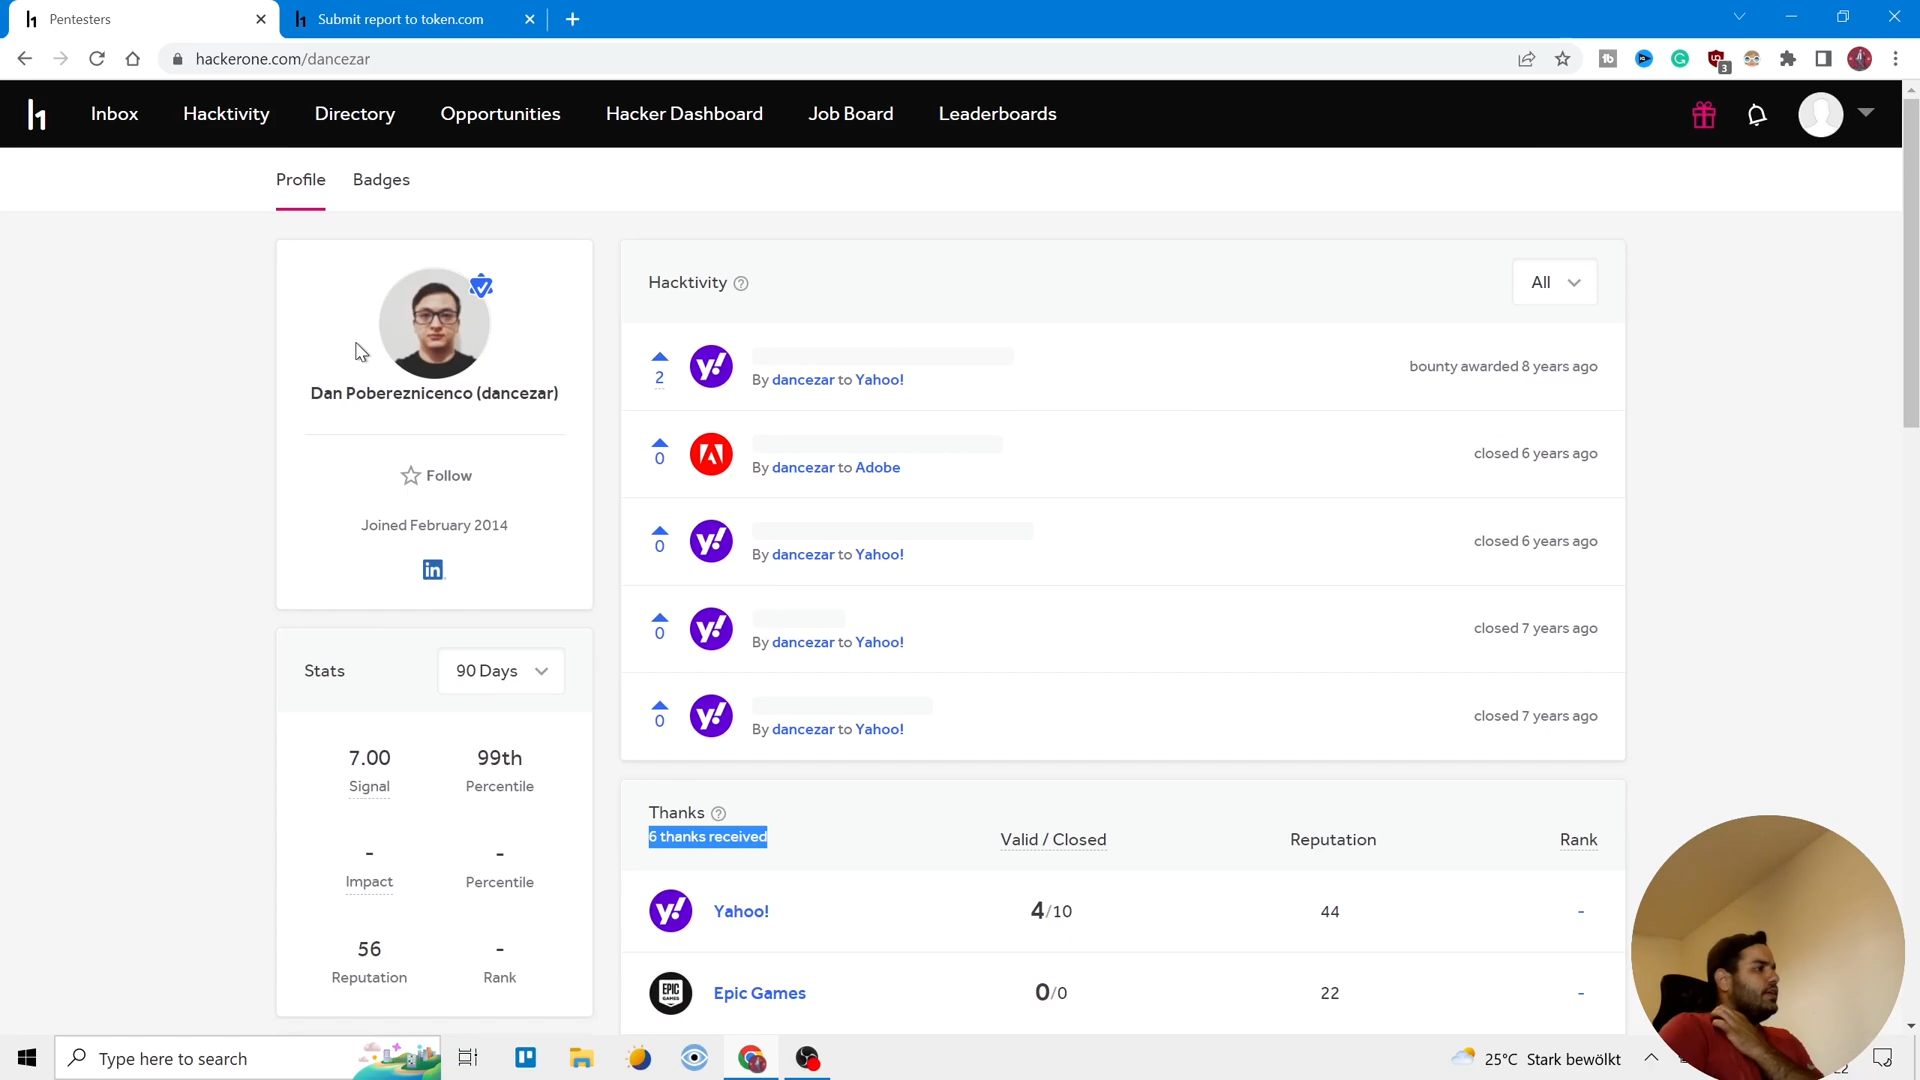 Pentesters
Submit report to token.com
hackerone.com/dancezar
3
Inbox
Hacktivity
Directory
Opportunities
Hacker Dashboard
Job Board
Leaderboards
Profile
Badges
Dan Pobereznicenco (dancezar)
Follow
Joined February 2014
in
Stats
90 Days
7.00
Signal
99th
Percentile
-
Impact
-
Percentile
56
Reputation
-
Rank
Hacktivity
All
2
By dancezar to Yahoo!
bounty awarded 8 years ago
0
By dancezar to Adobe
closed 6 years ago
0
By dancezar to Yahoo!
closed 6 years ago
0
By dancezar to Yahoo!
closed 7 years ago
0
By dancezar to Yahoo!
closed 7 years ago
Thanks
6 thanks received
Valid / Closed
Reputation
Rank
Yahoo!
4/10
44
-
EPIC
GAMES
Epic Games
0/0
22
-
Type here to search
25°C Stark bewölkt